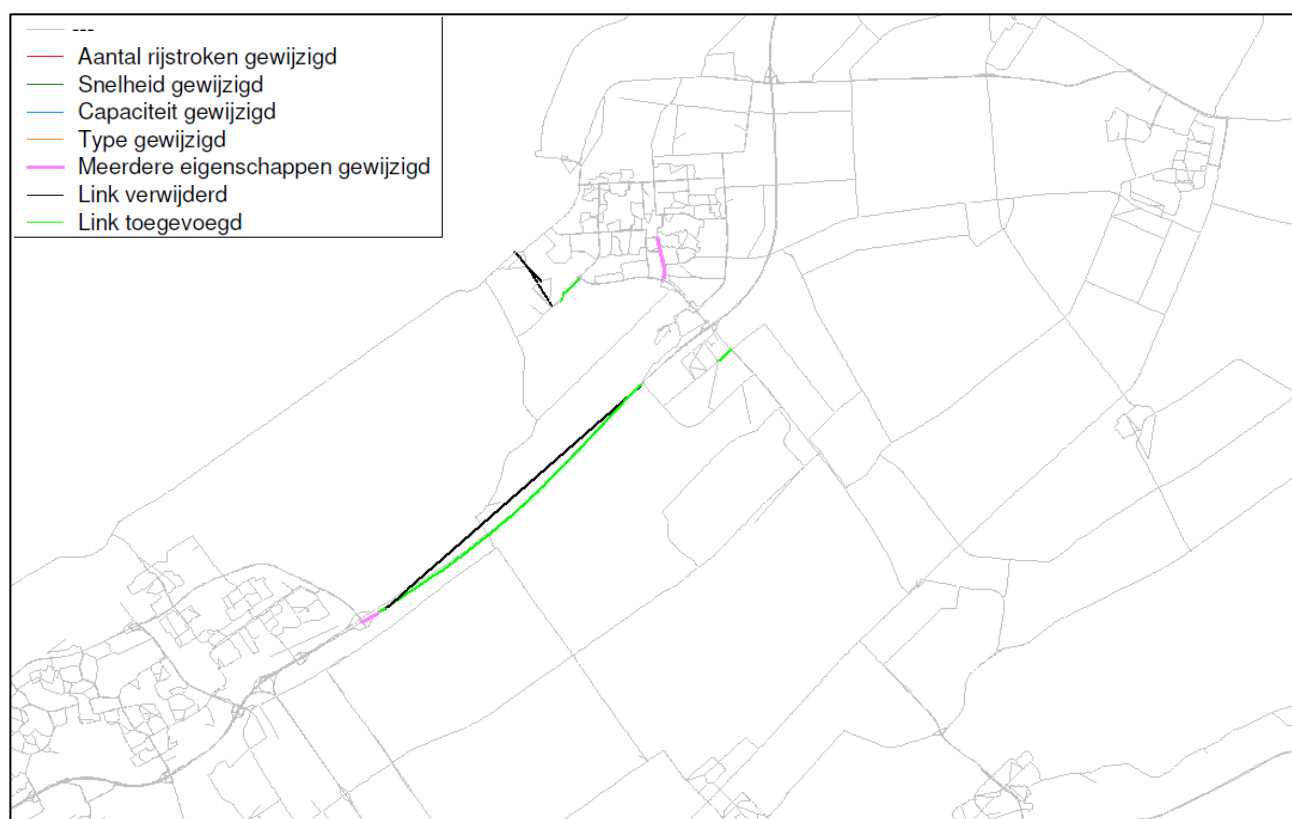 ---
Aantal rijstroken gewijzigd
Snelheid gewijzigd
Capaciteit gewijzigd
Type gewijzigd
Meerdere eigenschappen gewijzigd
Link verwijderd
Link toegevoegd